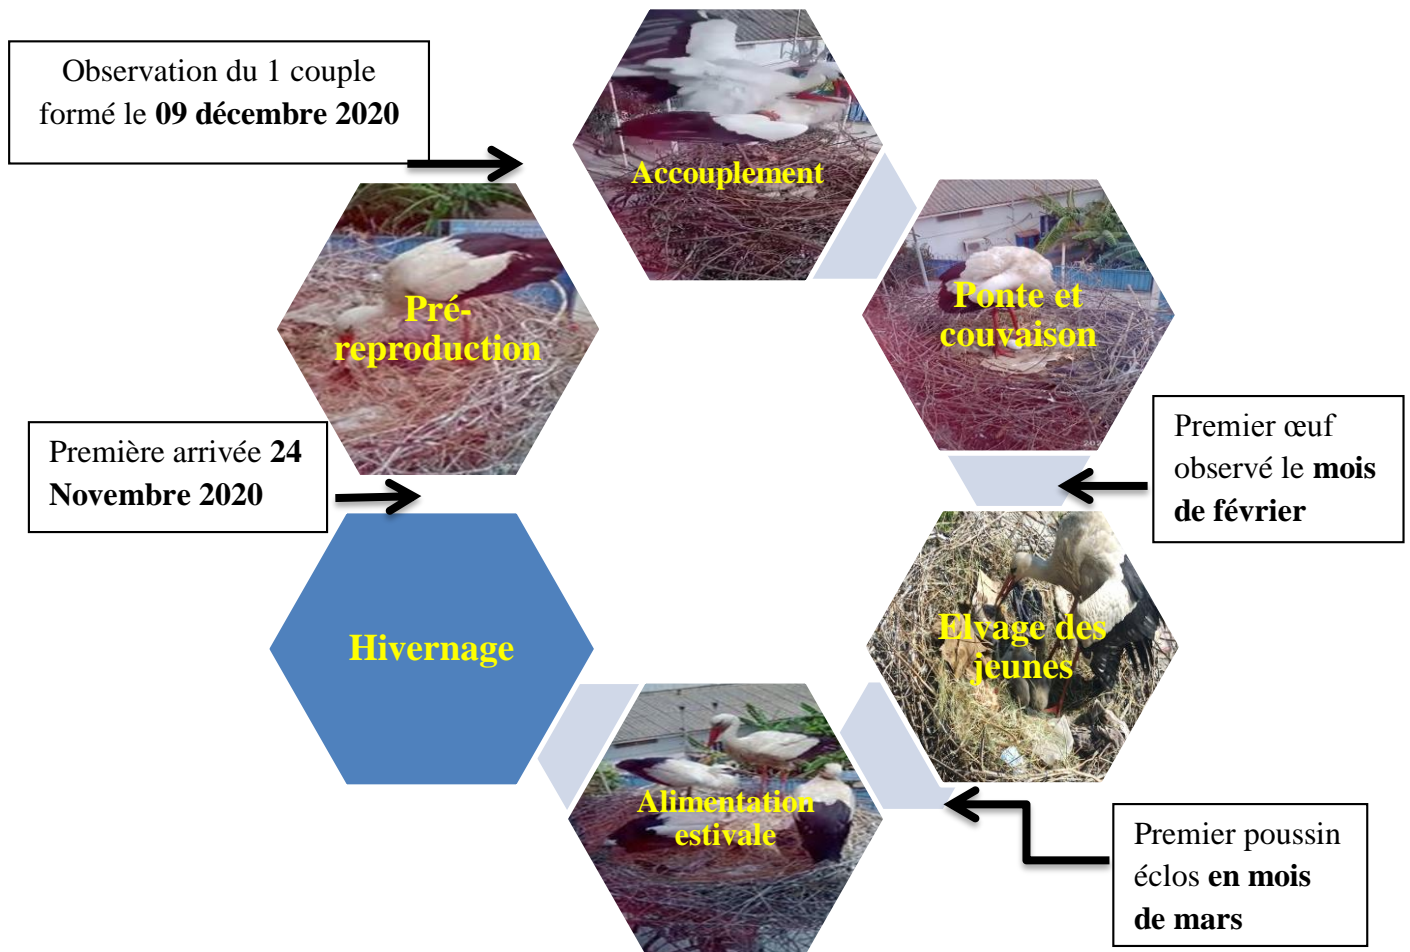 Observation du 1 couple
formé le 09 décembre 2020
Accouplement
Pré-
reproduction
Ponte et
couvaison
Première arrivée 24
Novembre 2020
Premier œuf
observé le mois
de février
Hivernage
Elvage des
jeunes
Alimentation
estivale
Premier poussin
éclos en mois
de mars